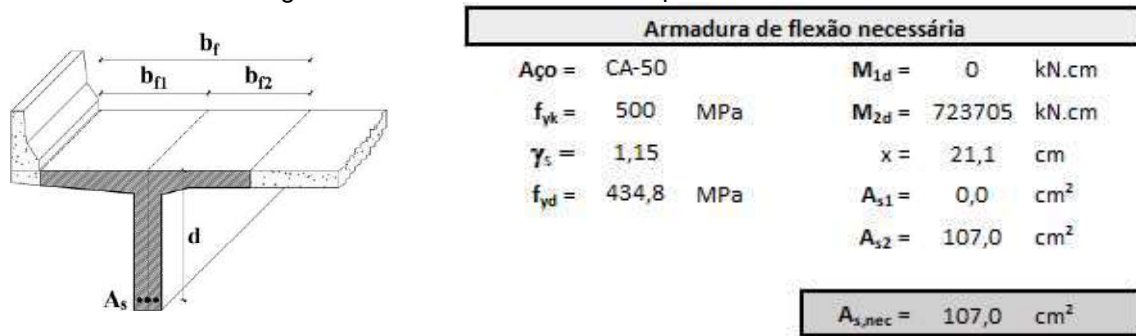 b_f
b_f1 b_f2
d
A_s
Armadura de flexão necessária
Aço = CA-50 M_1d = 0 kN.cm
f_yk = 500 MPa M_2d = 723705 kN.cm
γ_s = 1,15 x = 21,1 cm
f_yd = 434,8 MPa A_s1 = 0,0 cm²
A_s2 = 107,0 cm²
A_s,nec = 107,0 cm²